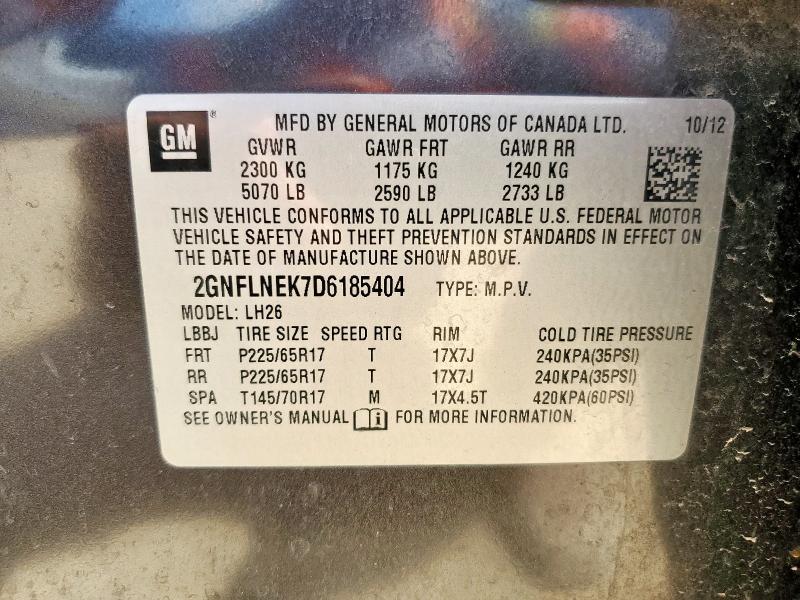 GM® MFD BY GENERAL MOTORS OF CANADA LTD. 10/12
GVWR GAWR FRT GAWR RR
2300 KG 1175 KG 1240 KG
5070 LB 2590 LB 2733 LB
THIS VEHICLE CONFORMS TO ALL APPLICABLE U.S. FEDERAL MOTOR
VEHICLE SAFETY AND THEFT PREVENTION STANDARDS IN EFFECT ON
THE DATE OF MANUFACTURE SHOWN ABOVE.
2GNFLNEK7D6185404 TYPE: M.P.V.
MODEL: LH26
LBBJ TIRE SIZE SPEED RTG RIM COLD TIRE PRESSURE
FRT P225/65R17 T 17X7J 240KPA(35PSI)
RR P225/65R17 T 17X7J 240KPA(35PSI)
SPA T145/70R17 M 17X4.5T 420KPA(60PSI)
SEE OWNER'S MANUAL i FOR MORE INFORMATION.